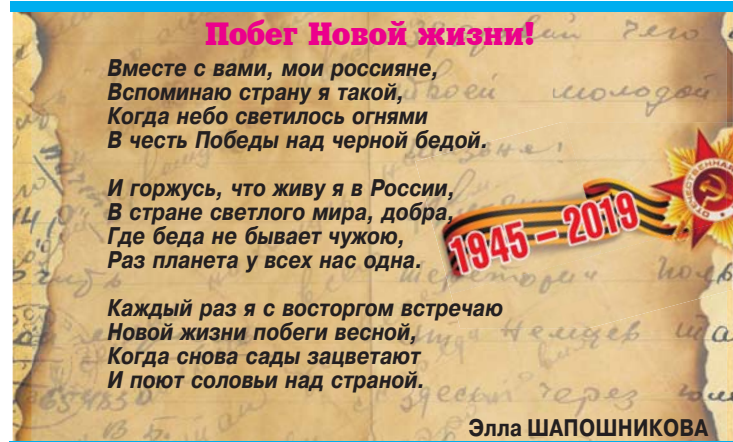 Побег Новой жизни!
Вместе с вами, мои россияне,
Вспоминаю страну я такой,
Когда небо светилось огнями
В честь Победы над черной бедой.
И горжусь, что живу я в России,
В стране светлого мира, добра,
Где беда не бывает чужою,
Раз планета у всех нас одна.
1945 – 2019
Каждый раз я с восторгом встречаю
Новой жизни побеги весной,
Когда снова сады зацветают
И поют соловьи над страной.
Элла ШАПОШНИКОВА